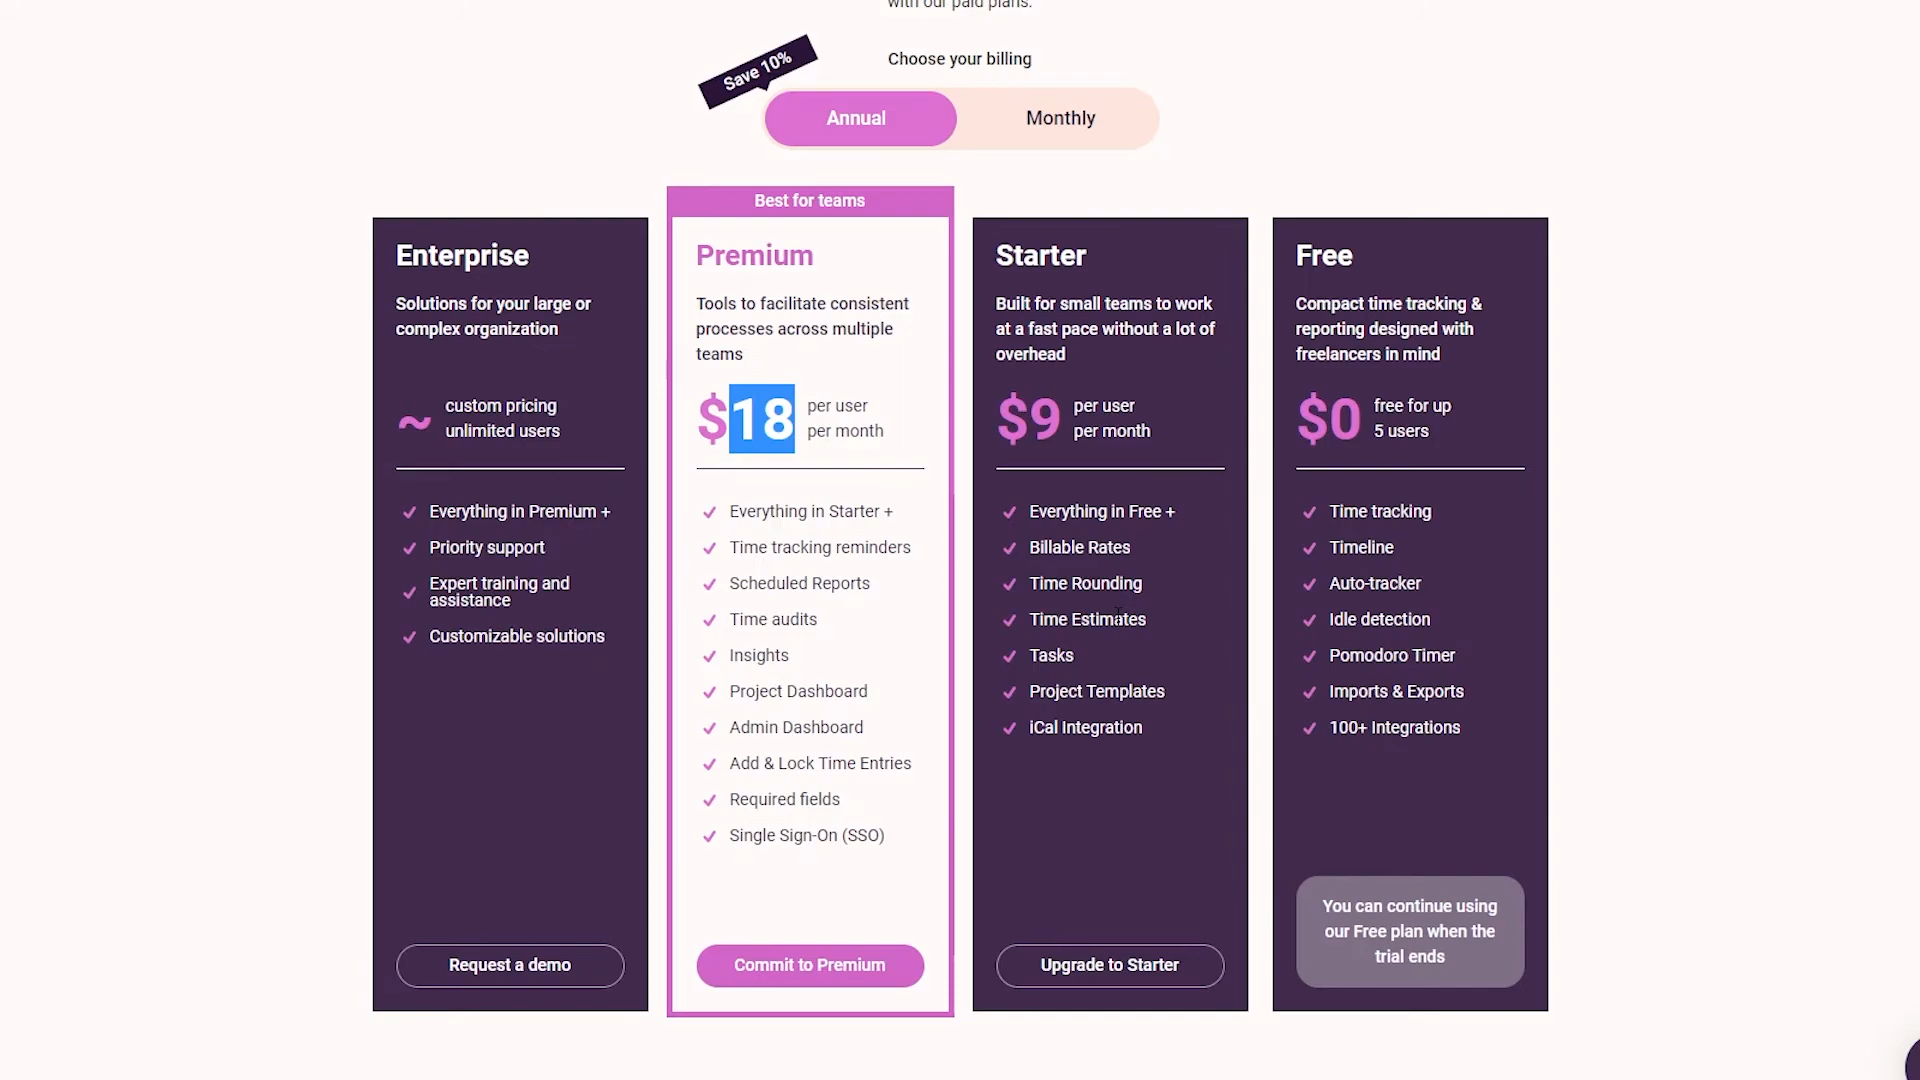 with our paid plans.
Choose your billing
Save 10%
Annual
Monthly
Enterprise
Solutions for your large or
complex organization
~
custom pricing
unlimited users
Everything in Premium +
Priority support
Expert training and
assistance
Customizable solutions
Request a demo
Best for teams
Premium
Tools to facilitate consistent
processes across multiple
teams
$18
per user
per month
Everything in Starter +
Time tracking reminders
Scheduled Reports
Time audits
Insights
Project Dashboard
Admin Dashboard
Add & Lock Time Entries
Required fields
Single Sign-On (SSO)
Commit to Premium
Starter
Built for small teams to work
at a fast pace without a lot of
overhead
$9
per user
per month
Everything in Free +
Billable Rates
Time Rounding
Time Estimates
Tasks
Project Templates
iCal Integration
Upgrade to Starter
Free
Compact time tracking &
reporting designed with
freelancers in mind
$0
free for up
5 users
Time tracking
Timeline
Auto-tracker
Idle detection
Pomodoro Timer
Imports & Exports
100+ Integrations
You can continue using
our Free plan when the
trial ends